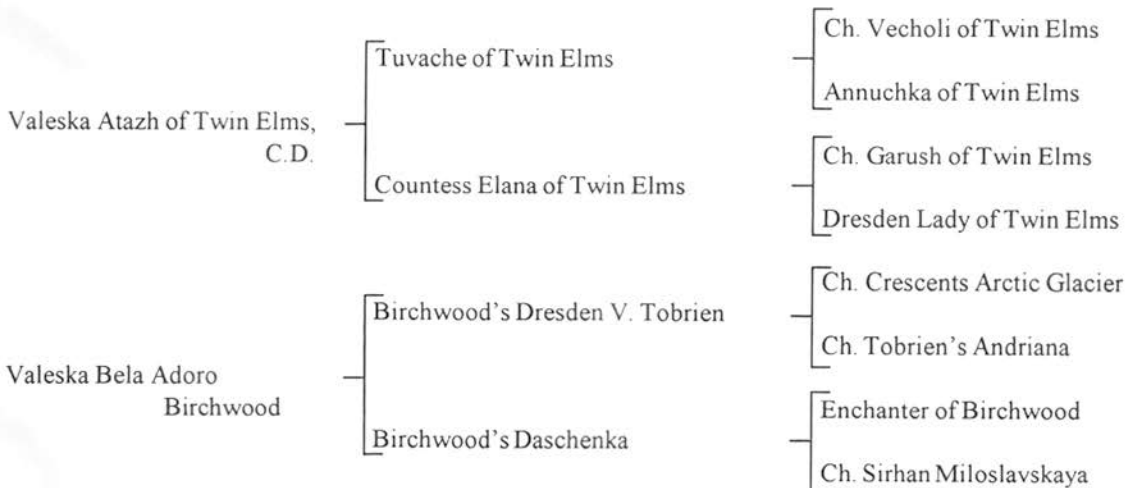 Ch. Vecholi of Twin Elms
Tuvache of Twin Elms
Annuchka of Twin Elms
Valeska Atazh of Twin Elms,
C.D.
Ch. Garush of Twin Elms
Countess Elana of Twin Elms
Dresden Lady of Twin Elms
Ch. Crescents Arctic Glacier
Birchwood's Dresden V. Tobrien
Ch. Tobrien's Andriana
Valeska Bela Adoro
Birchwood
Enchanter of Birchwood
Birchwood's Daschenka
Ch. Sirhan Miloslavskaya